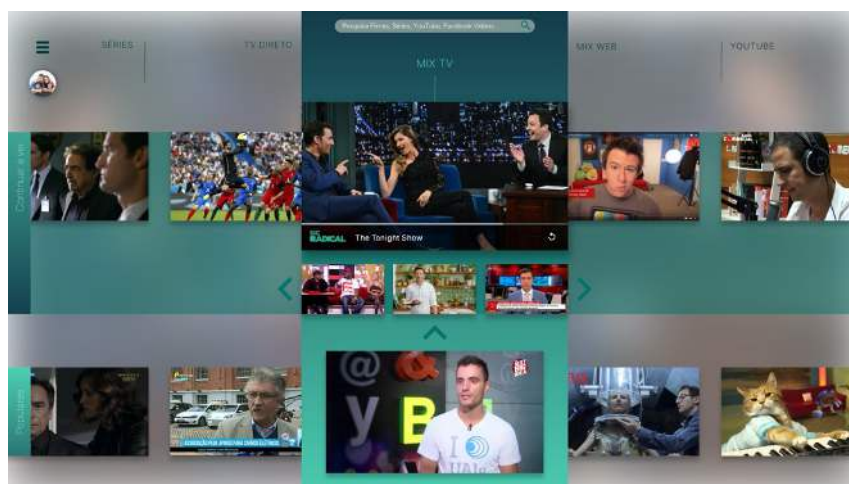 Pesquisa Filmes, Séries, YouTube, Facebook Videos...
SÉRIES
TV DIRETO
MIX TV
MIX WEB
YOUTUBE
Continuar a ver
SIC
RADICAL
The Tonight Show
Populares
@ &
y B
I